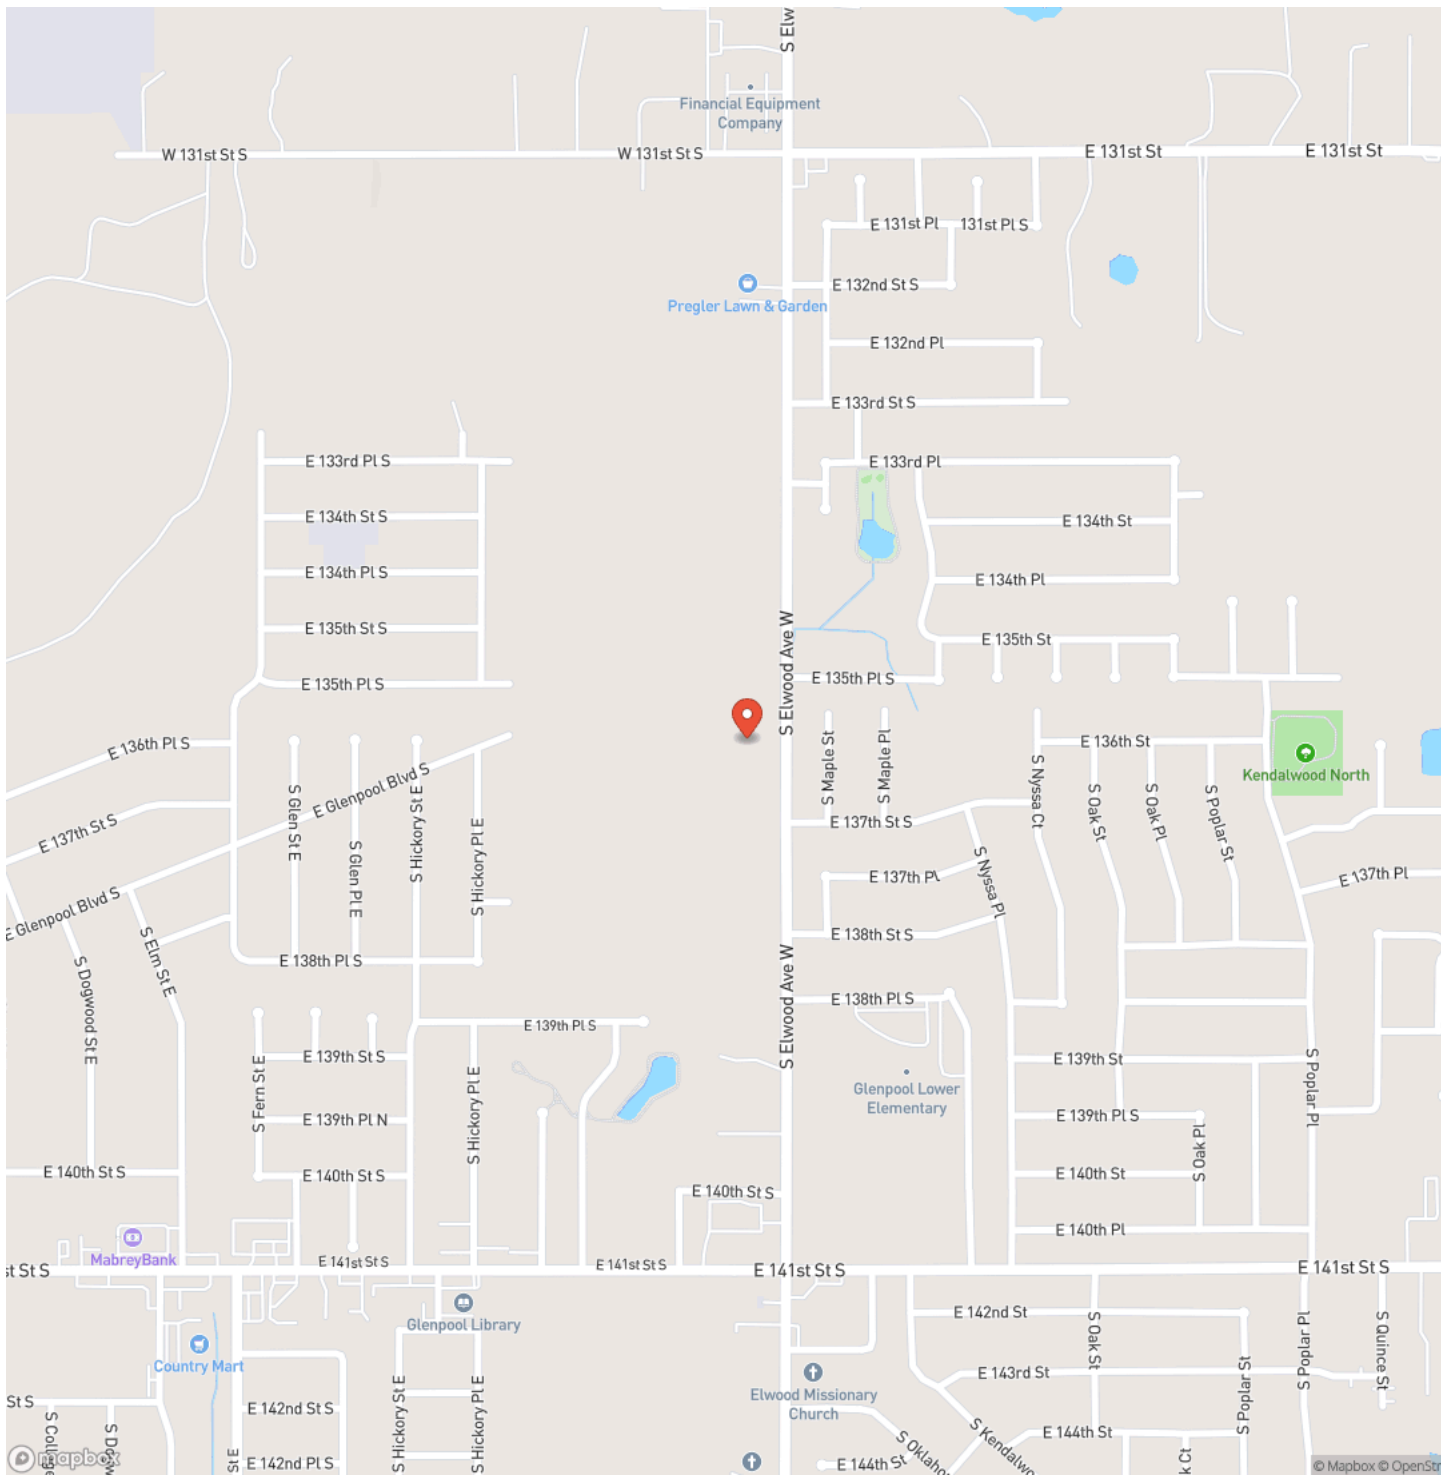 S Elw
Financial Equipment
Company
W 131st St S
W 131st St S
E 131st St
E 131st St
E 131st Pl
131st Pl S
E 132nd St S
Pregler Lawn & Garden
E 132nd Pl
E 133rd St S
E 133rd Pl S
E 133rd Pl
E 134th St S
E 134th St
E 134th Pl S
E 134th Pl
E 135th St S
E 135th St
S Elwood Ave W
E 135th Pl S
E 135th Pl S
E 136th Pl S
E 136th St
S Maple St
S Maple Pl
S Nyssa Ct
S Oak St
S Oak Pl
S Poplar St
Kendalwood North
E Glenpool Blvd S
S Glen St E
S Glen Pl E
S Hickory St E
S Hickory Pl E
E 137th St S
E 137th St S
E 137th Pl
E 137th Pl
S Nyssa Pl
E Glenpool Blvd S
S Elm St E
S Dogwood St E
E 138th St S
E 138th Pl S
S Elwood Ave W
E 138th Pl S
E 139th Pl S
E 139th St S
E 139th St
S Fern St E
S Hickory Pl E
Glenpool Lower
Elementary
S Poplar Pl
E 139th Pl N
E 139th Pl S
S Oak Pl
E 140th St S
E 140th St S
E 140th St S
E 140th St
E 140th Pl
MabreyBank
st St S
E 141st St S
E 141st St S
E 141st St S
E 141st St S
Glenpool Library
Country Mart
E 142nd St
S Oak St
S Poplar Pl
S Quince St
E 143rd St
Elwood Missionary
Church
S Hickory St E
S Hickory Pl E
St S
S College
S Dogw
E 142nd St S
St E
E 142nd Pl S
S Poplar St
E 144th St
E 144th St
S Oklaho
S Kendalwo
k Ct
mapbox
© Mapbox © OpenStr